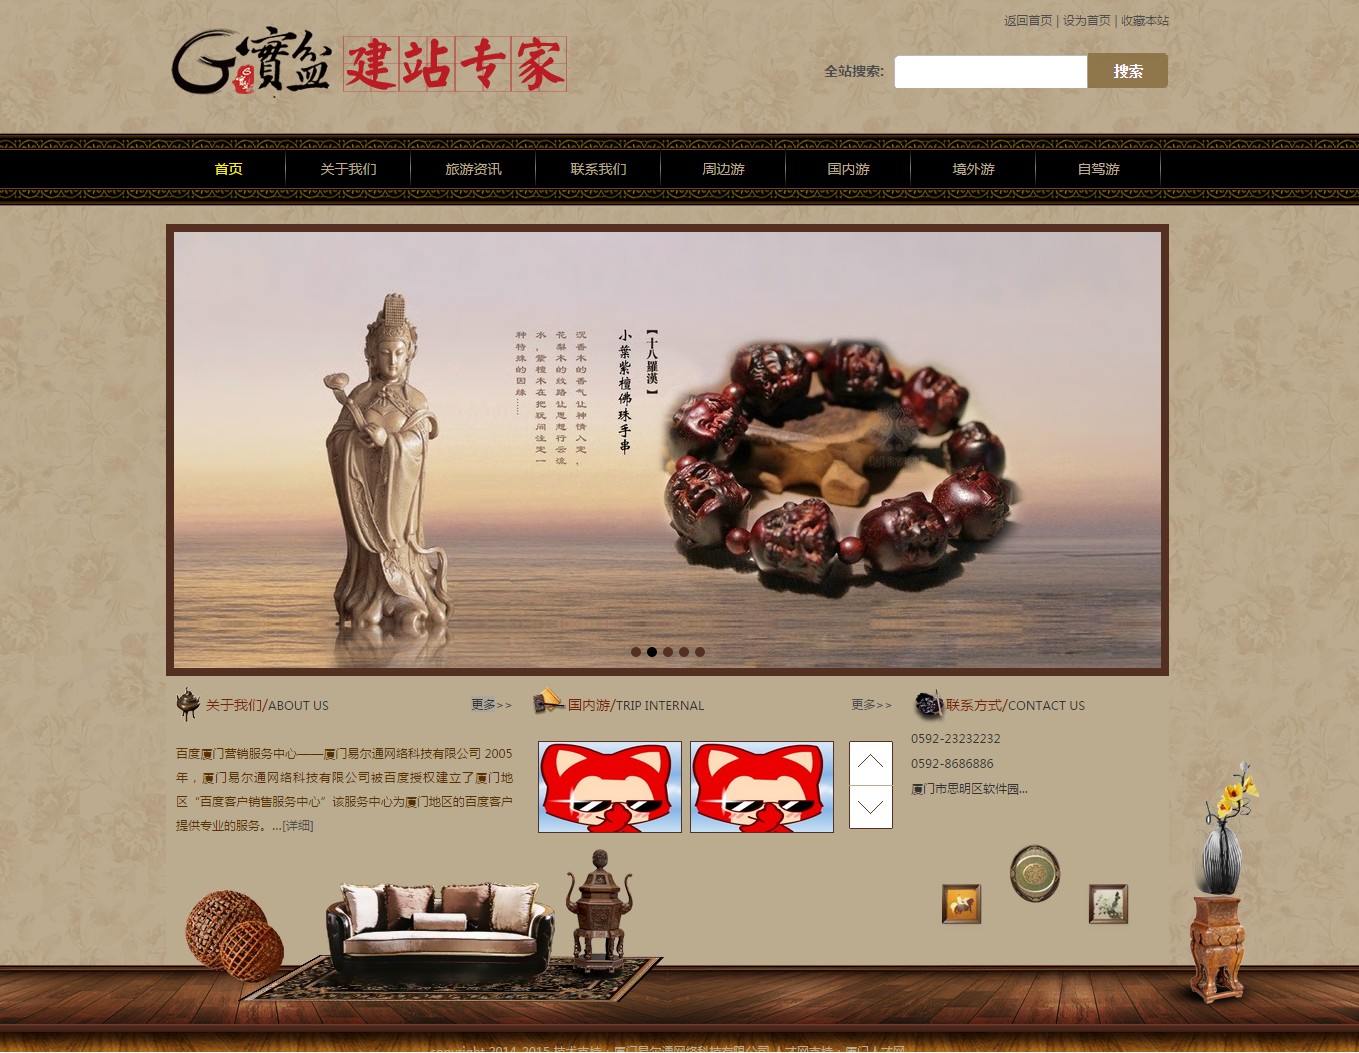 返回首页 | 设为首页 | 收藏本站
寳盆 建站专家
全站搜索:
搜索
首页 关于我们 旅游资讯 联系我们 周边游 国内游 境外游 自驾游
【十八羅漢】
小葉紫檀佛珠手串
沉香木的香气让神情入定,
花梨木的纹路让思想行云流
水,紫檀木在把玩间注定一
种特殊的因缘……
关于我们/ABOUT US 更多>>
百度厦门营销服务中心——厦门易尔通网络科技有限公司 2005
年，厦门易尔通网络科技有限公司被百度授权建立了厦门地
区“百度客户销售服务中心”该服务中心为厦门地区的百度客户
提供专业的服务。...[详细]
国内游/TRIP INTERNAL 更多>>
联系方式/CONTACT US
0592-23232232
0592-8686886
厦门市思明区软件园...
copyright 2014-2015 技术支持：厦门易尔通网络科技有限公司 人才网支持：厦门人才网